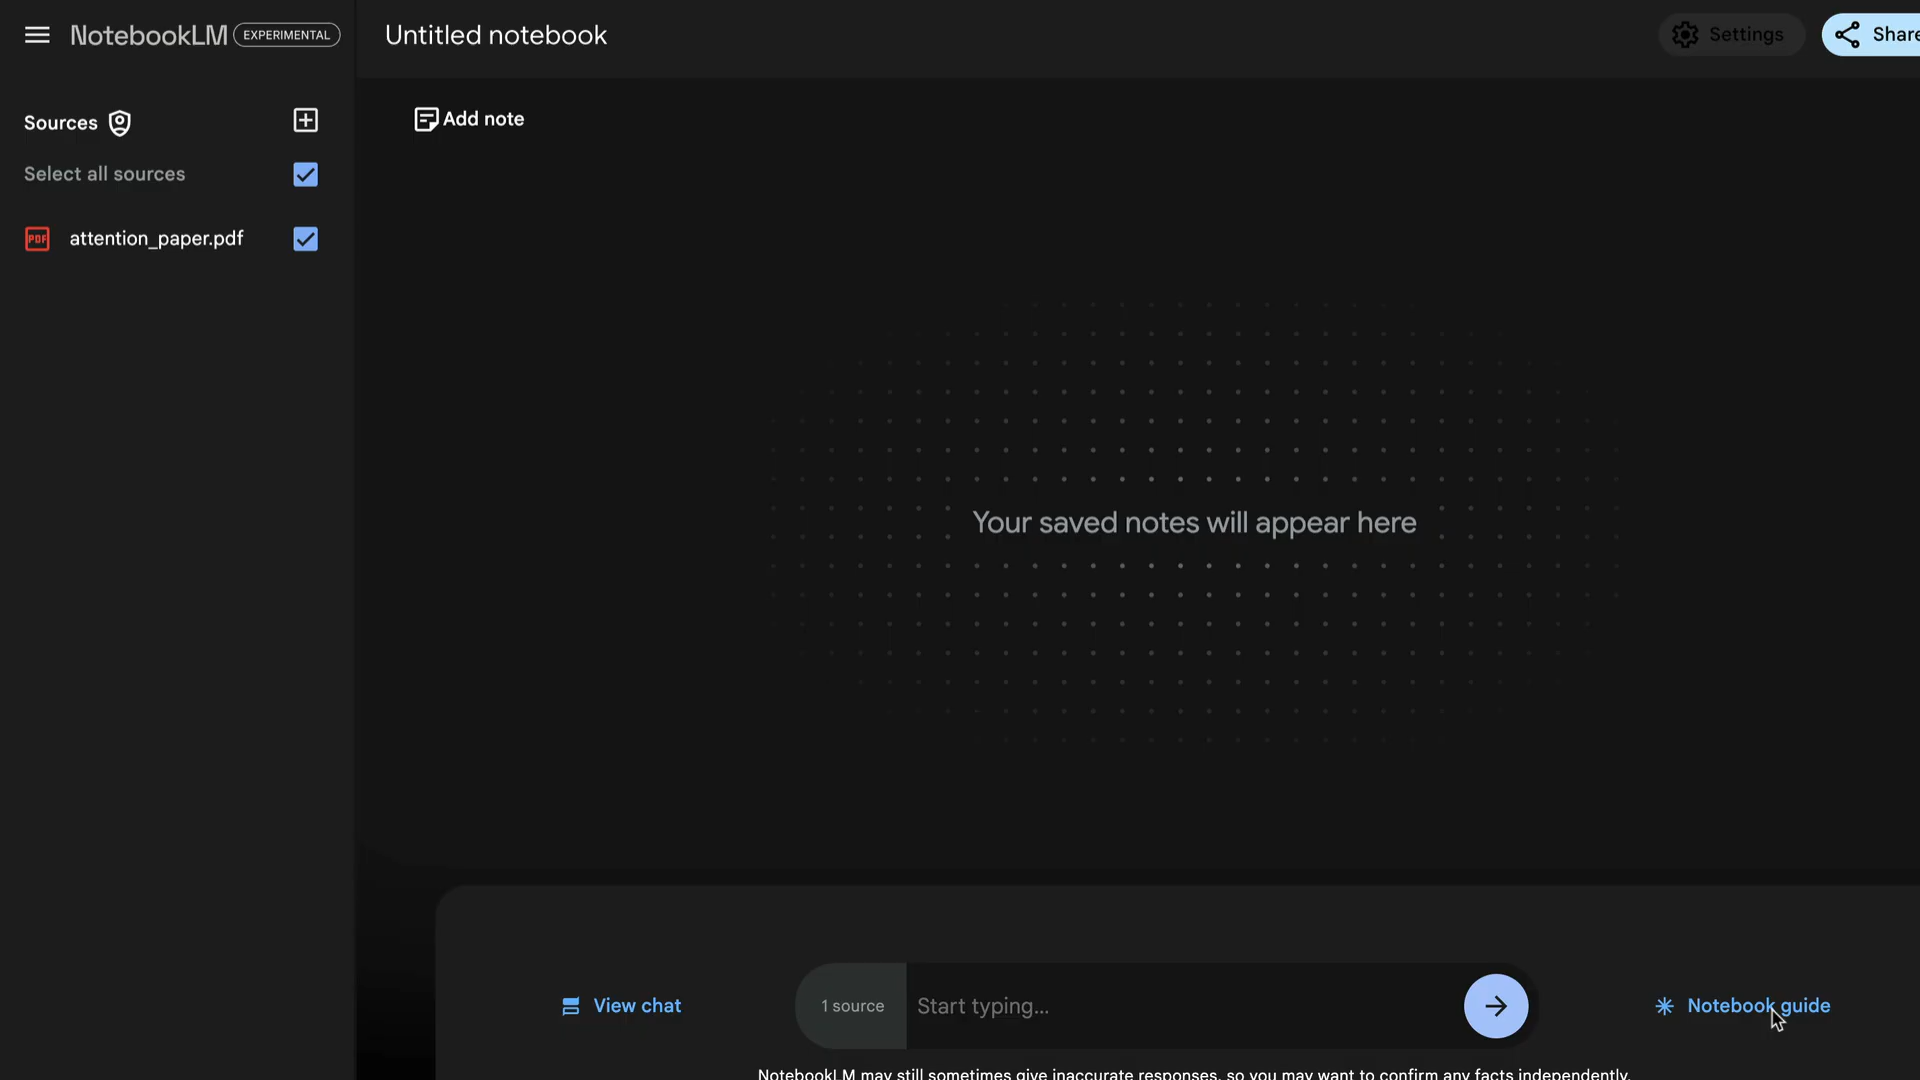 NotebookLM EXPERIMENTAL
Untitled notebook
Settings
Share
Sources
Add note
Select all sources
PDF attention_paper.pdf
Your saved notes will appear here
View chat
1 source
Start typing...
Notebook guide
NotebookLM may still sometimes give inaccurate responses, so you may want to confirm any facts independently.